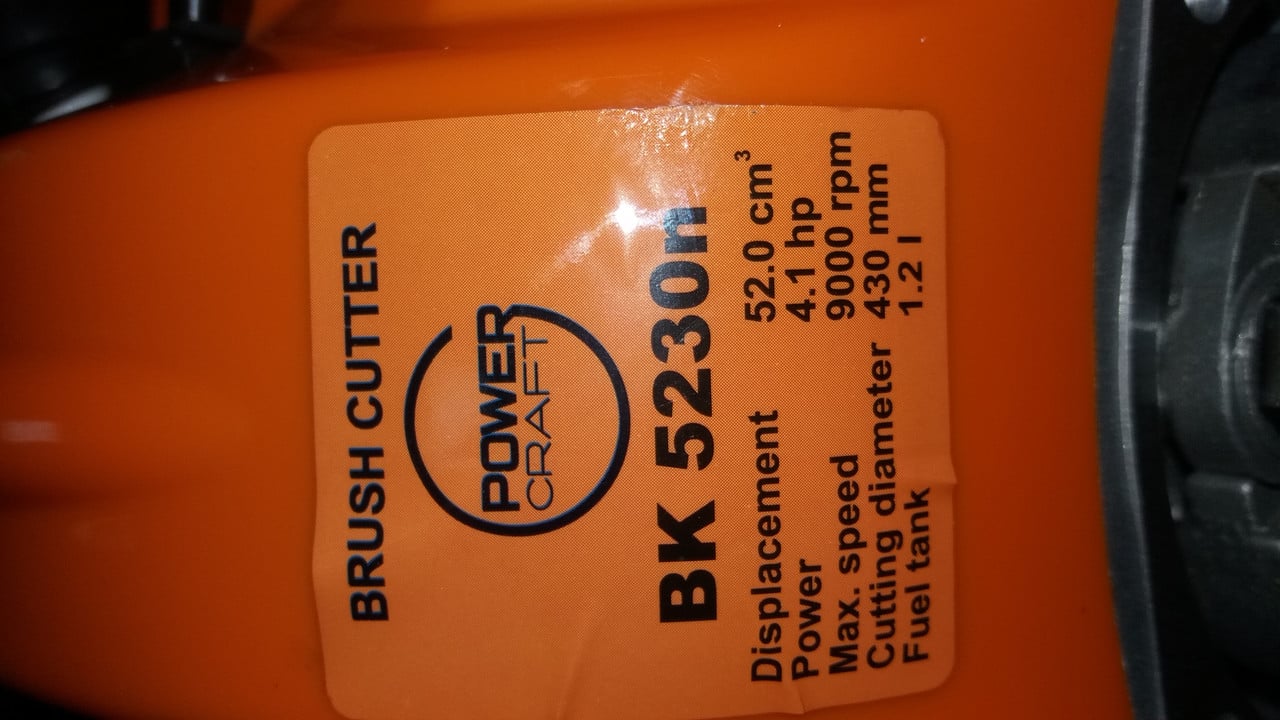 BRUSH CUTTER
POWER
CRAFT
BK 5230n
Displacement 52.0 cm³
Power 4.1 hp
Max. speed 9000 rpm
Cutting diameter 430 mm
Fuel tank 1.2 l